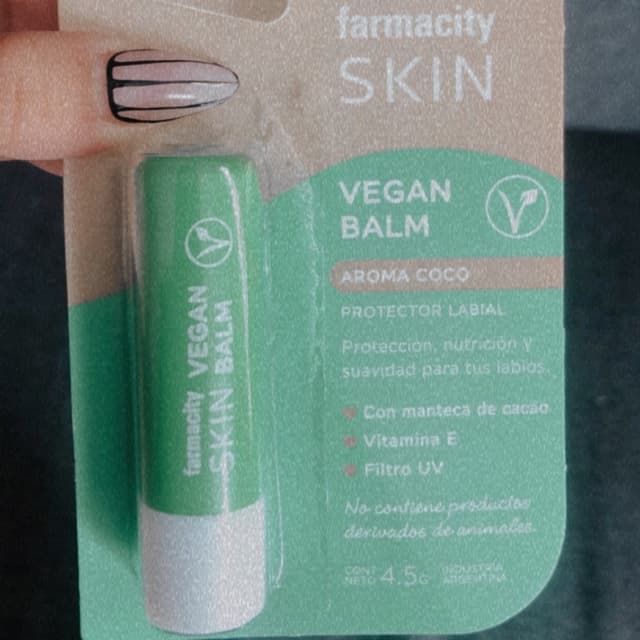 farmacity
SKIN
VEGAN
BALM
AROMA COCO
PROTECTOR LABIAL
Protección, nutrición y
suavidad para tus labios.
Con manteca de cacao
Vitamina E
Filtro UV
No contiene productos
derivados de animales.
CONT. INDUSTRIA
NETO 4.5G ARGENTINA
farmacity VEGAN
SKIN BALM